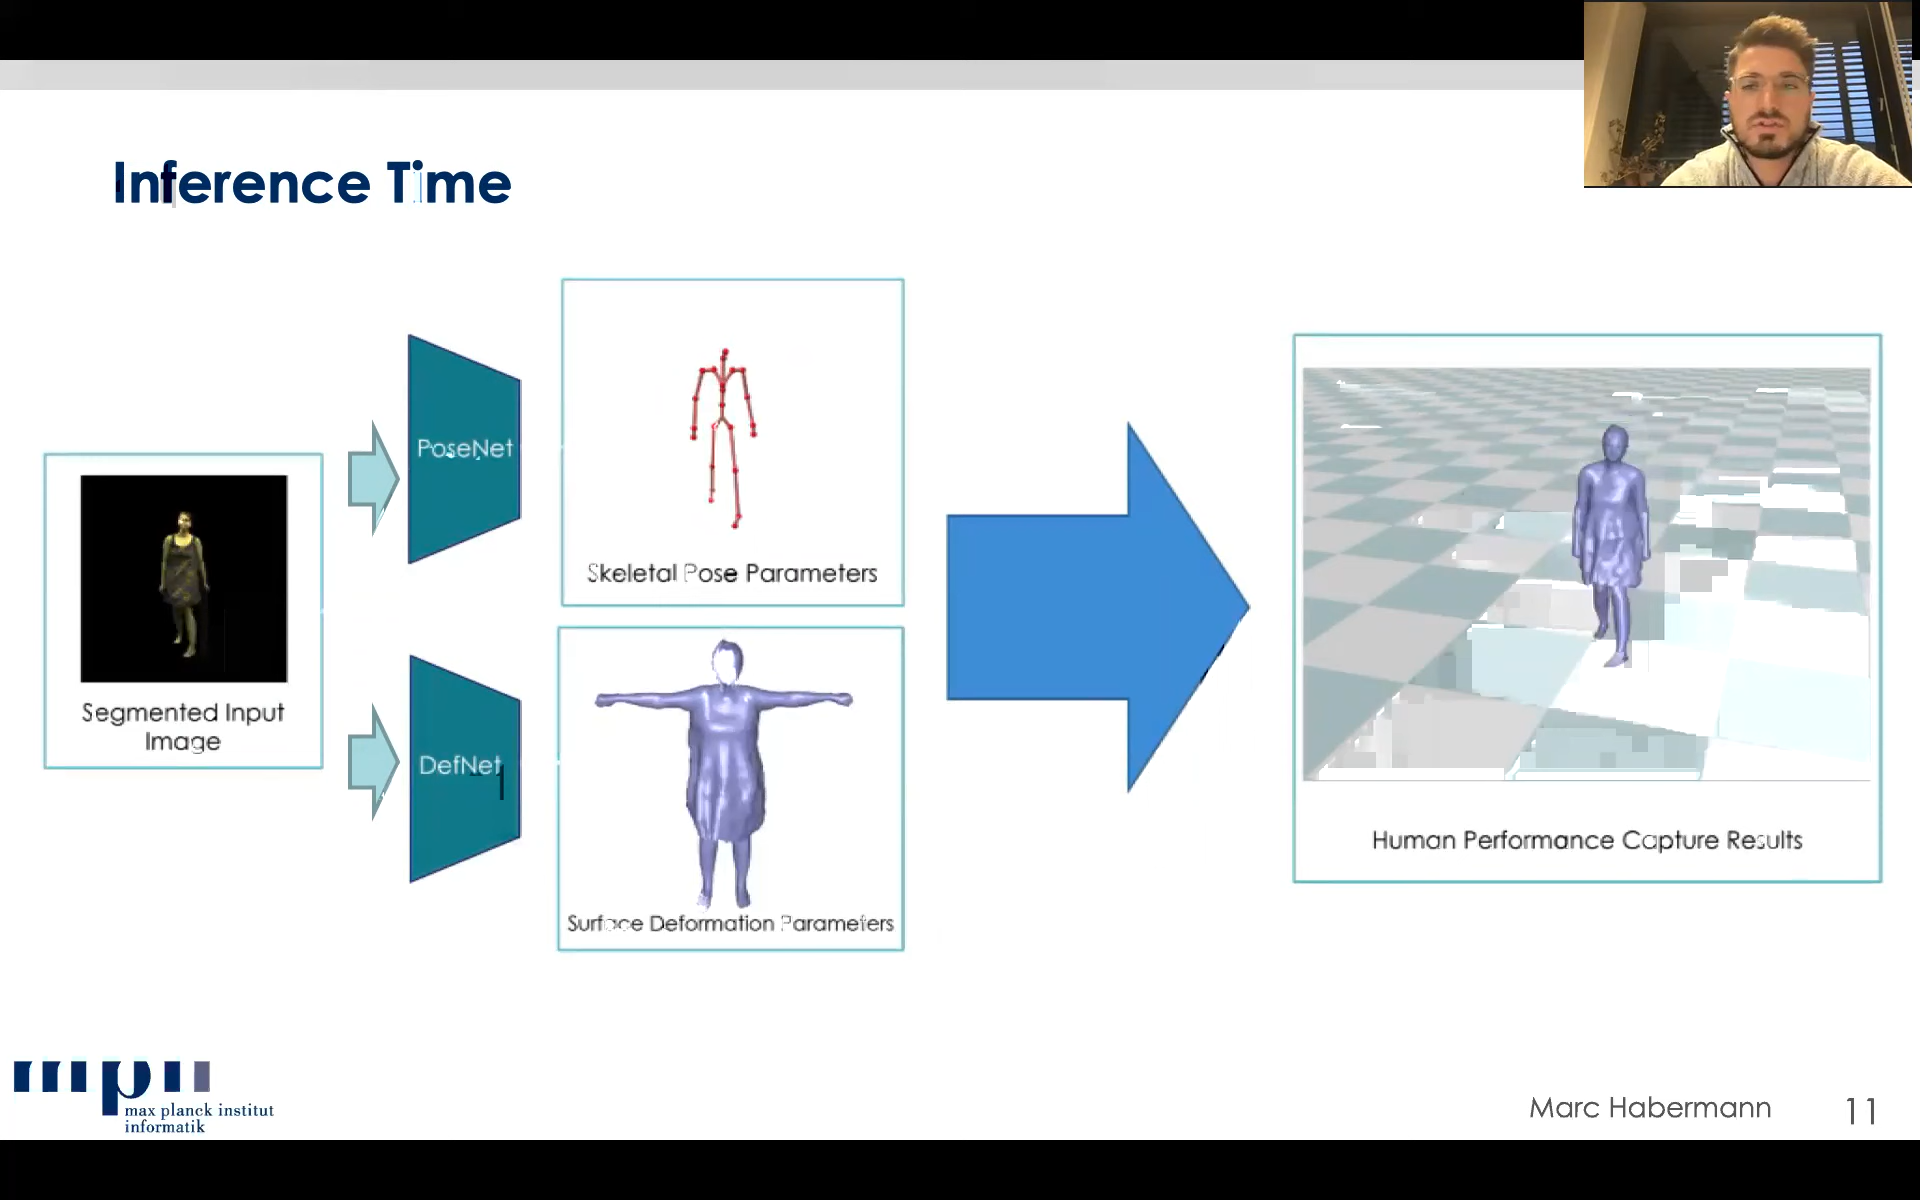 Inference Time
PoseNet
Skeletal Pose Parameters
Segmented Input
Image
DefNet
Surface Deformation Parameters
Human Performance Capture Results
max planck institut
informatik
Marc Habermann
11